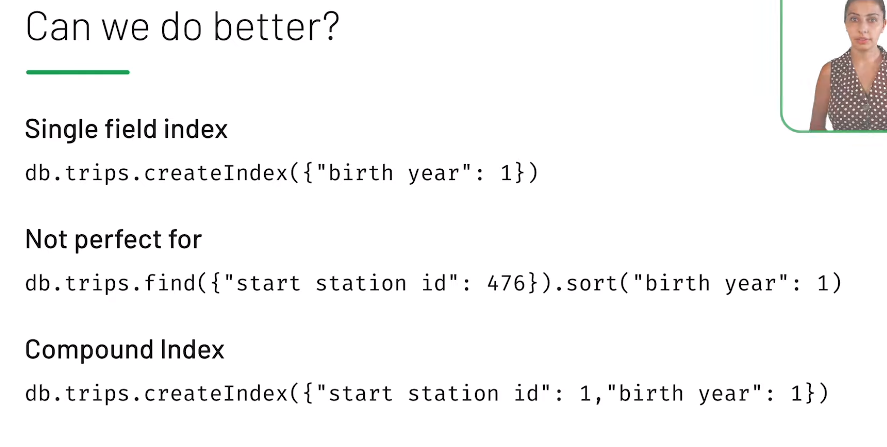 Can we do better?
Single field index
db.trips.createIndex({"birth year": 1})
Not perfect for
db.trips.find({"start station id": 476}).sort("birth year": 1)
Compound Index
db.trips.createIndex({"start station id": 1,"birth year": 1})